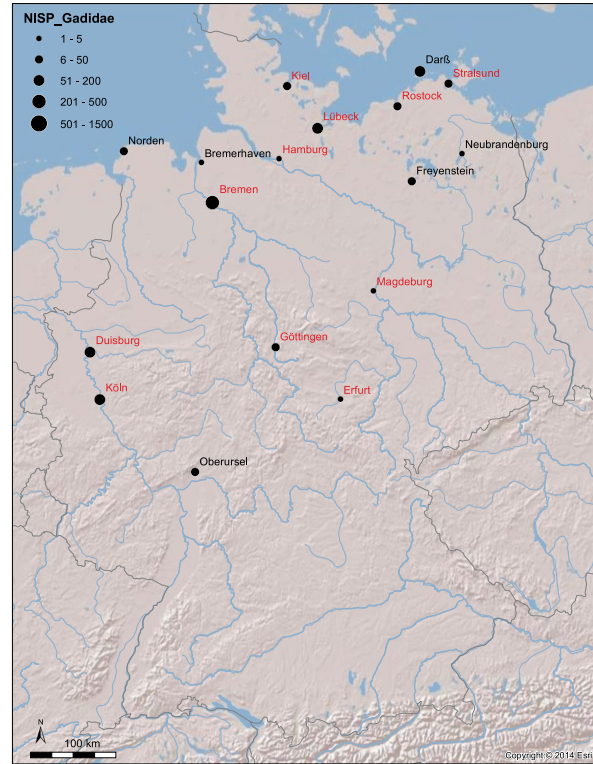 NISP_Gadidae
1 - 5
6 - 50
51 - 200
201 - 500
501 - 1500
Darß
Stralsund
Kiel
Rostock
Lübeck
Norden
Hamburg
Bremerhaven
Neubrandenburg
Freyenstein
Bremen
Magdeburg
Göttingen
Duisburg
Köln
Erfurt
Oberursel
N
100 km
Copyright:© 2014 Esri